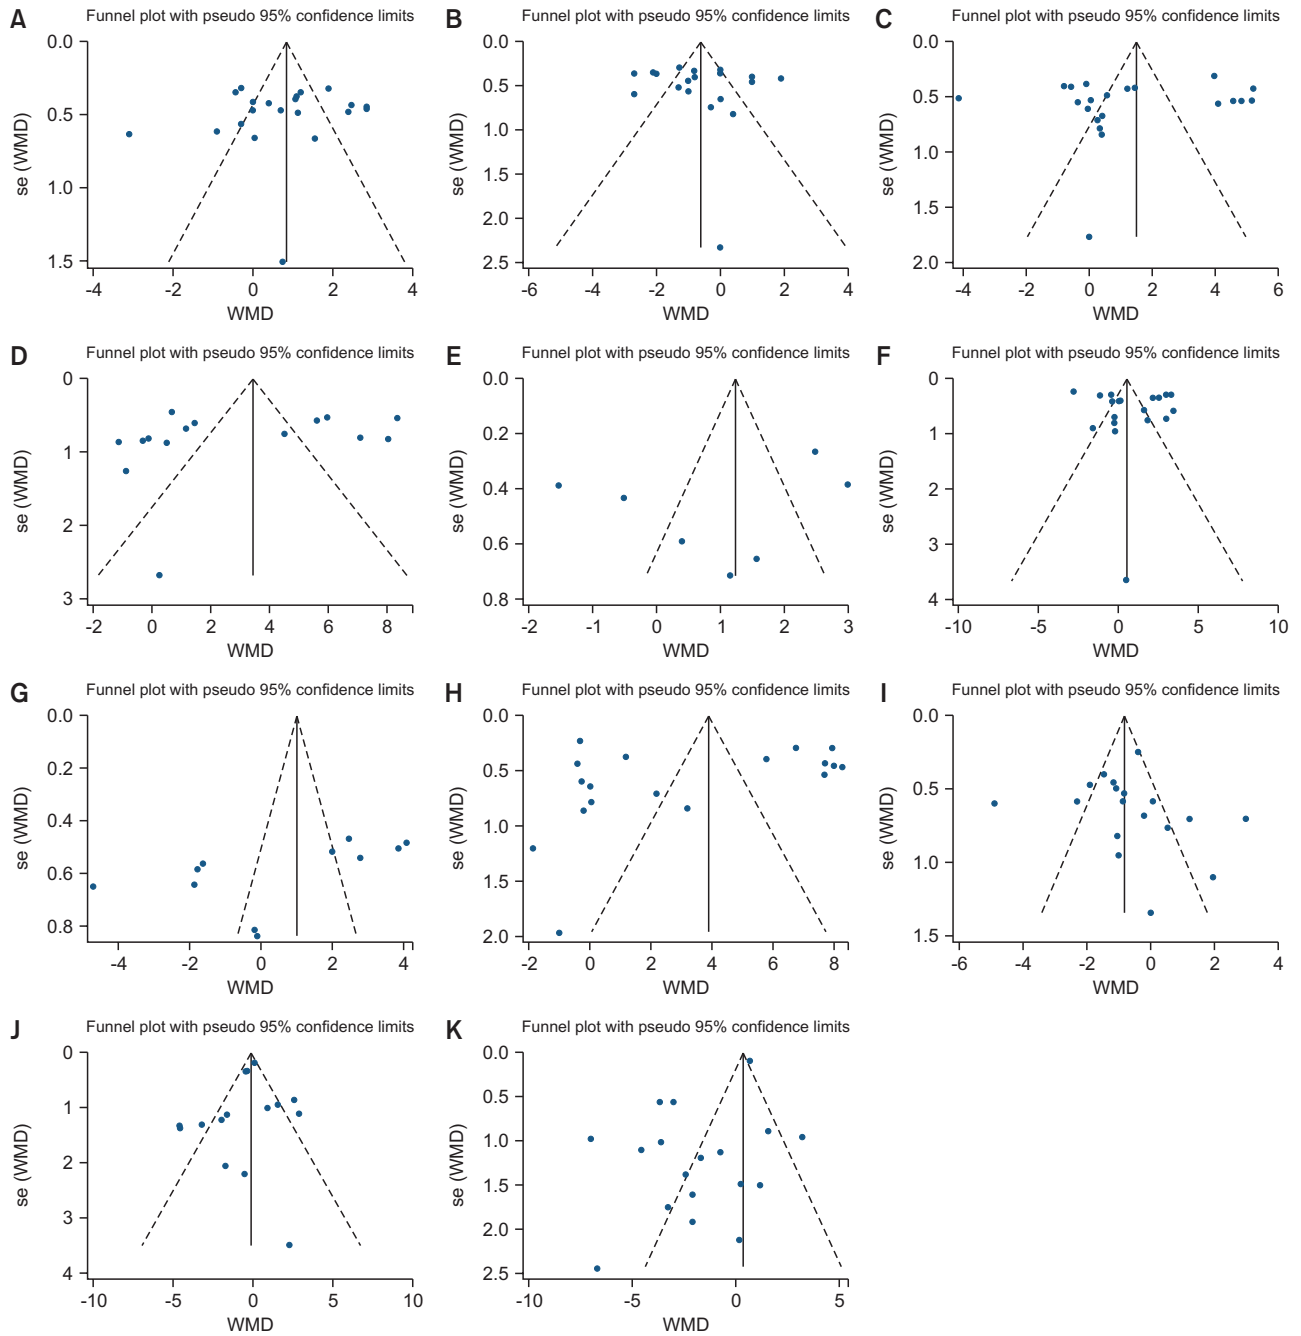 A
Funnel plot with pseudo 95% confidence limits
0.0
0.5
1.0
1.5
se (WMD)
-4 -2 0 2 4
WMD
B
Funnel plot with pseudo 95% confidence limits
0.0
0.5
1.0
1.5
2.0
2.5
se (WMD)
-6 -4 -2 0 2 4
WMD
C
Funnel plot with pseudo 95% confidence limits
0.0
0.5
1.0
1.5
2.0
se (WMD)
-4 -2 0 2 4 6
WMD
D
Funnel plot with pseudo 95% confidence limits
0
1
2
3
se (WMD)
-2 0 2 4 6 8
WMD
E
Funnel plot with pseudo 95% confidence limits
0.0
0.2
0.4
0.6
0.8
se (WMD)
-2 -1 0 1 2 3
WMD
F
Funnel plot with pseudo 95% confidence limits
0
1
2
3
4
se (WMD)
-10 -5 0 5 10
WMD
G
Funnel plot with pseudo 95% confidence limits
0.0
0.2
0.4
0.6
0.8
se (WMD)
-4 -2 0 2 4
WMD
H
Funnel plot with pseudo 95% confidence limits
0.0
0.5
1.0
1.5
2.0
se (WMD)
-2 0 2 4 6 8
WMD
I
Funnel plot with pseudo 95% confidence limits
0.0
0.5
1.0
1.5
se (WMD)
-6 -4 -2 0 2 4
WMD
J
Funnel plot with pseudo 95% confidence limits
0
1
2
3
4
se (WMD)
-10 -5 0 5 10
WMD
K
Funnel plot with pseudo 95% confidence limits
0.0
0.5
1.0
1.5
2.0
2.5
se (WMD)
-10 -5 0 5
WMD